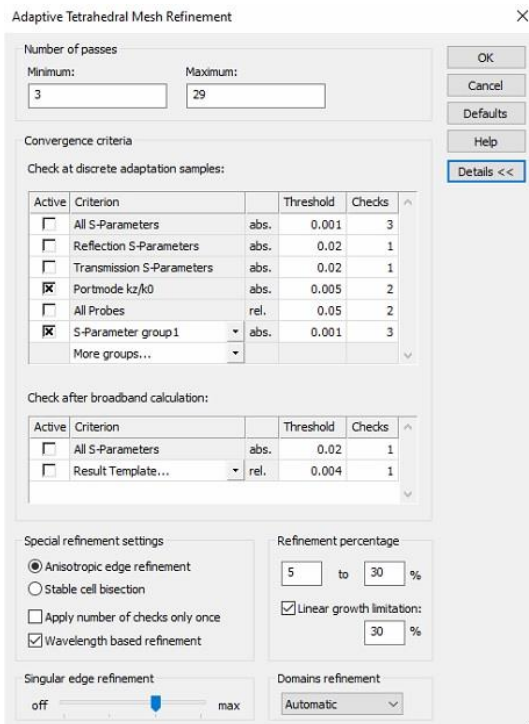 Adaptive Tetrahedral Mesh Refinement
Number of passes
Minimum: Maximum:
3 29
OK
Cancel
Defaults
Help
Details <<
Convergence criteria
Check at discrete adaptation samples:
Active Criterion Threshold Checks
All S-Parameters abs. 0.001 3
Reflection S-Parameters abs. 0.02 1
Transmission S-Parameters abs. 0.02 1
Portmode kz/k0 abs. 0.005 2
All Probes rel. 0.05 2
S-Parameter group1 abs. 0.001 3
More groups...
Check after broadband calculation:
Active Criterion Threshold Checks
All S-Parameters abs. 0.02 1
Result Template... rel. 0.004 1
Special refinement settings
Anisotropic edge refinement
Stable cell bisection
Apply number of checks only once
Wavelength based refinement
Refinement percentage
5 to 30 %
Linear growth limitation:
30 %
Singular edge refinement
off max
Domains refinement
Automatic